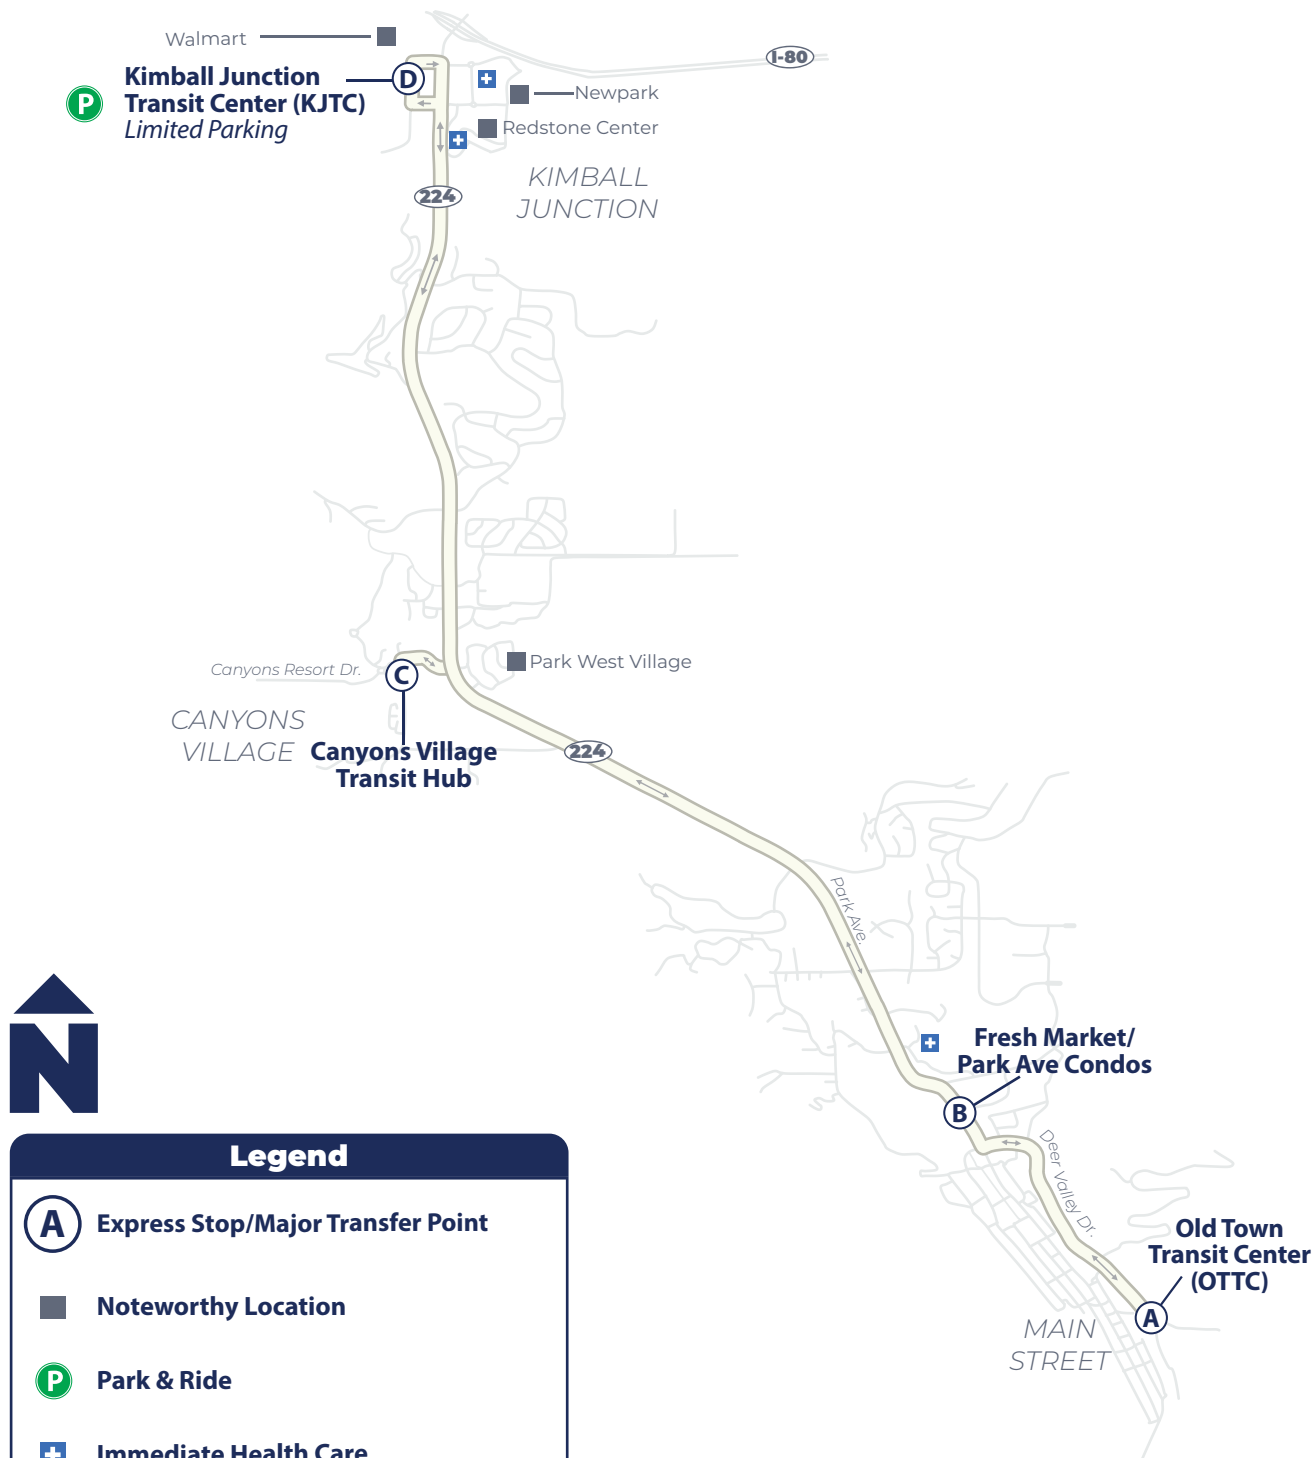 Walmart
I-80
Kimball Junction
Transit Center (KJTC)
Limited Parking
P
D
Newpark
Redstone Center
KIMBALL
JUNCTION
224
Canyons Resort Dr.
C
Park West Village
CANYONS
VILLAGE
Canyons Village
Transit Hub
224
Park Ave.
Fresh Market/
Park Ave Condos
B
Deer Valley Dr.
Old Town
Transit Center
(OTTC)
A
MAIN
STREET
N
Legend
A Express Stop/Major Transfer Point
Noteworthy Location
P Park & Ride
Immediate Health Care